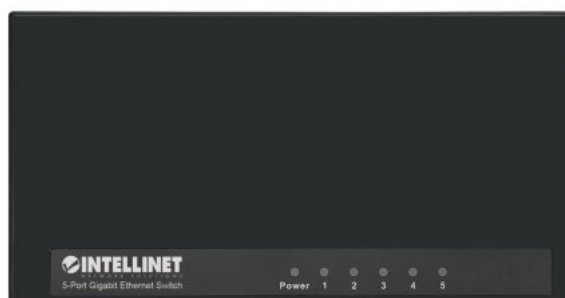 INTELLINET
NETWORK SOLUTIONS
5-Port Gigabit Ethernet Switch
Power 1 2 3 4 5